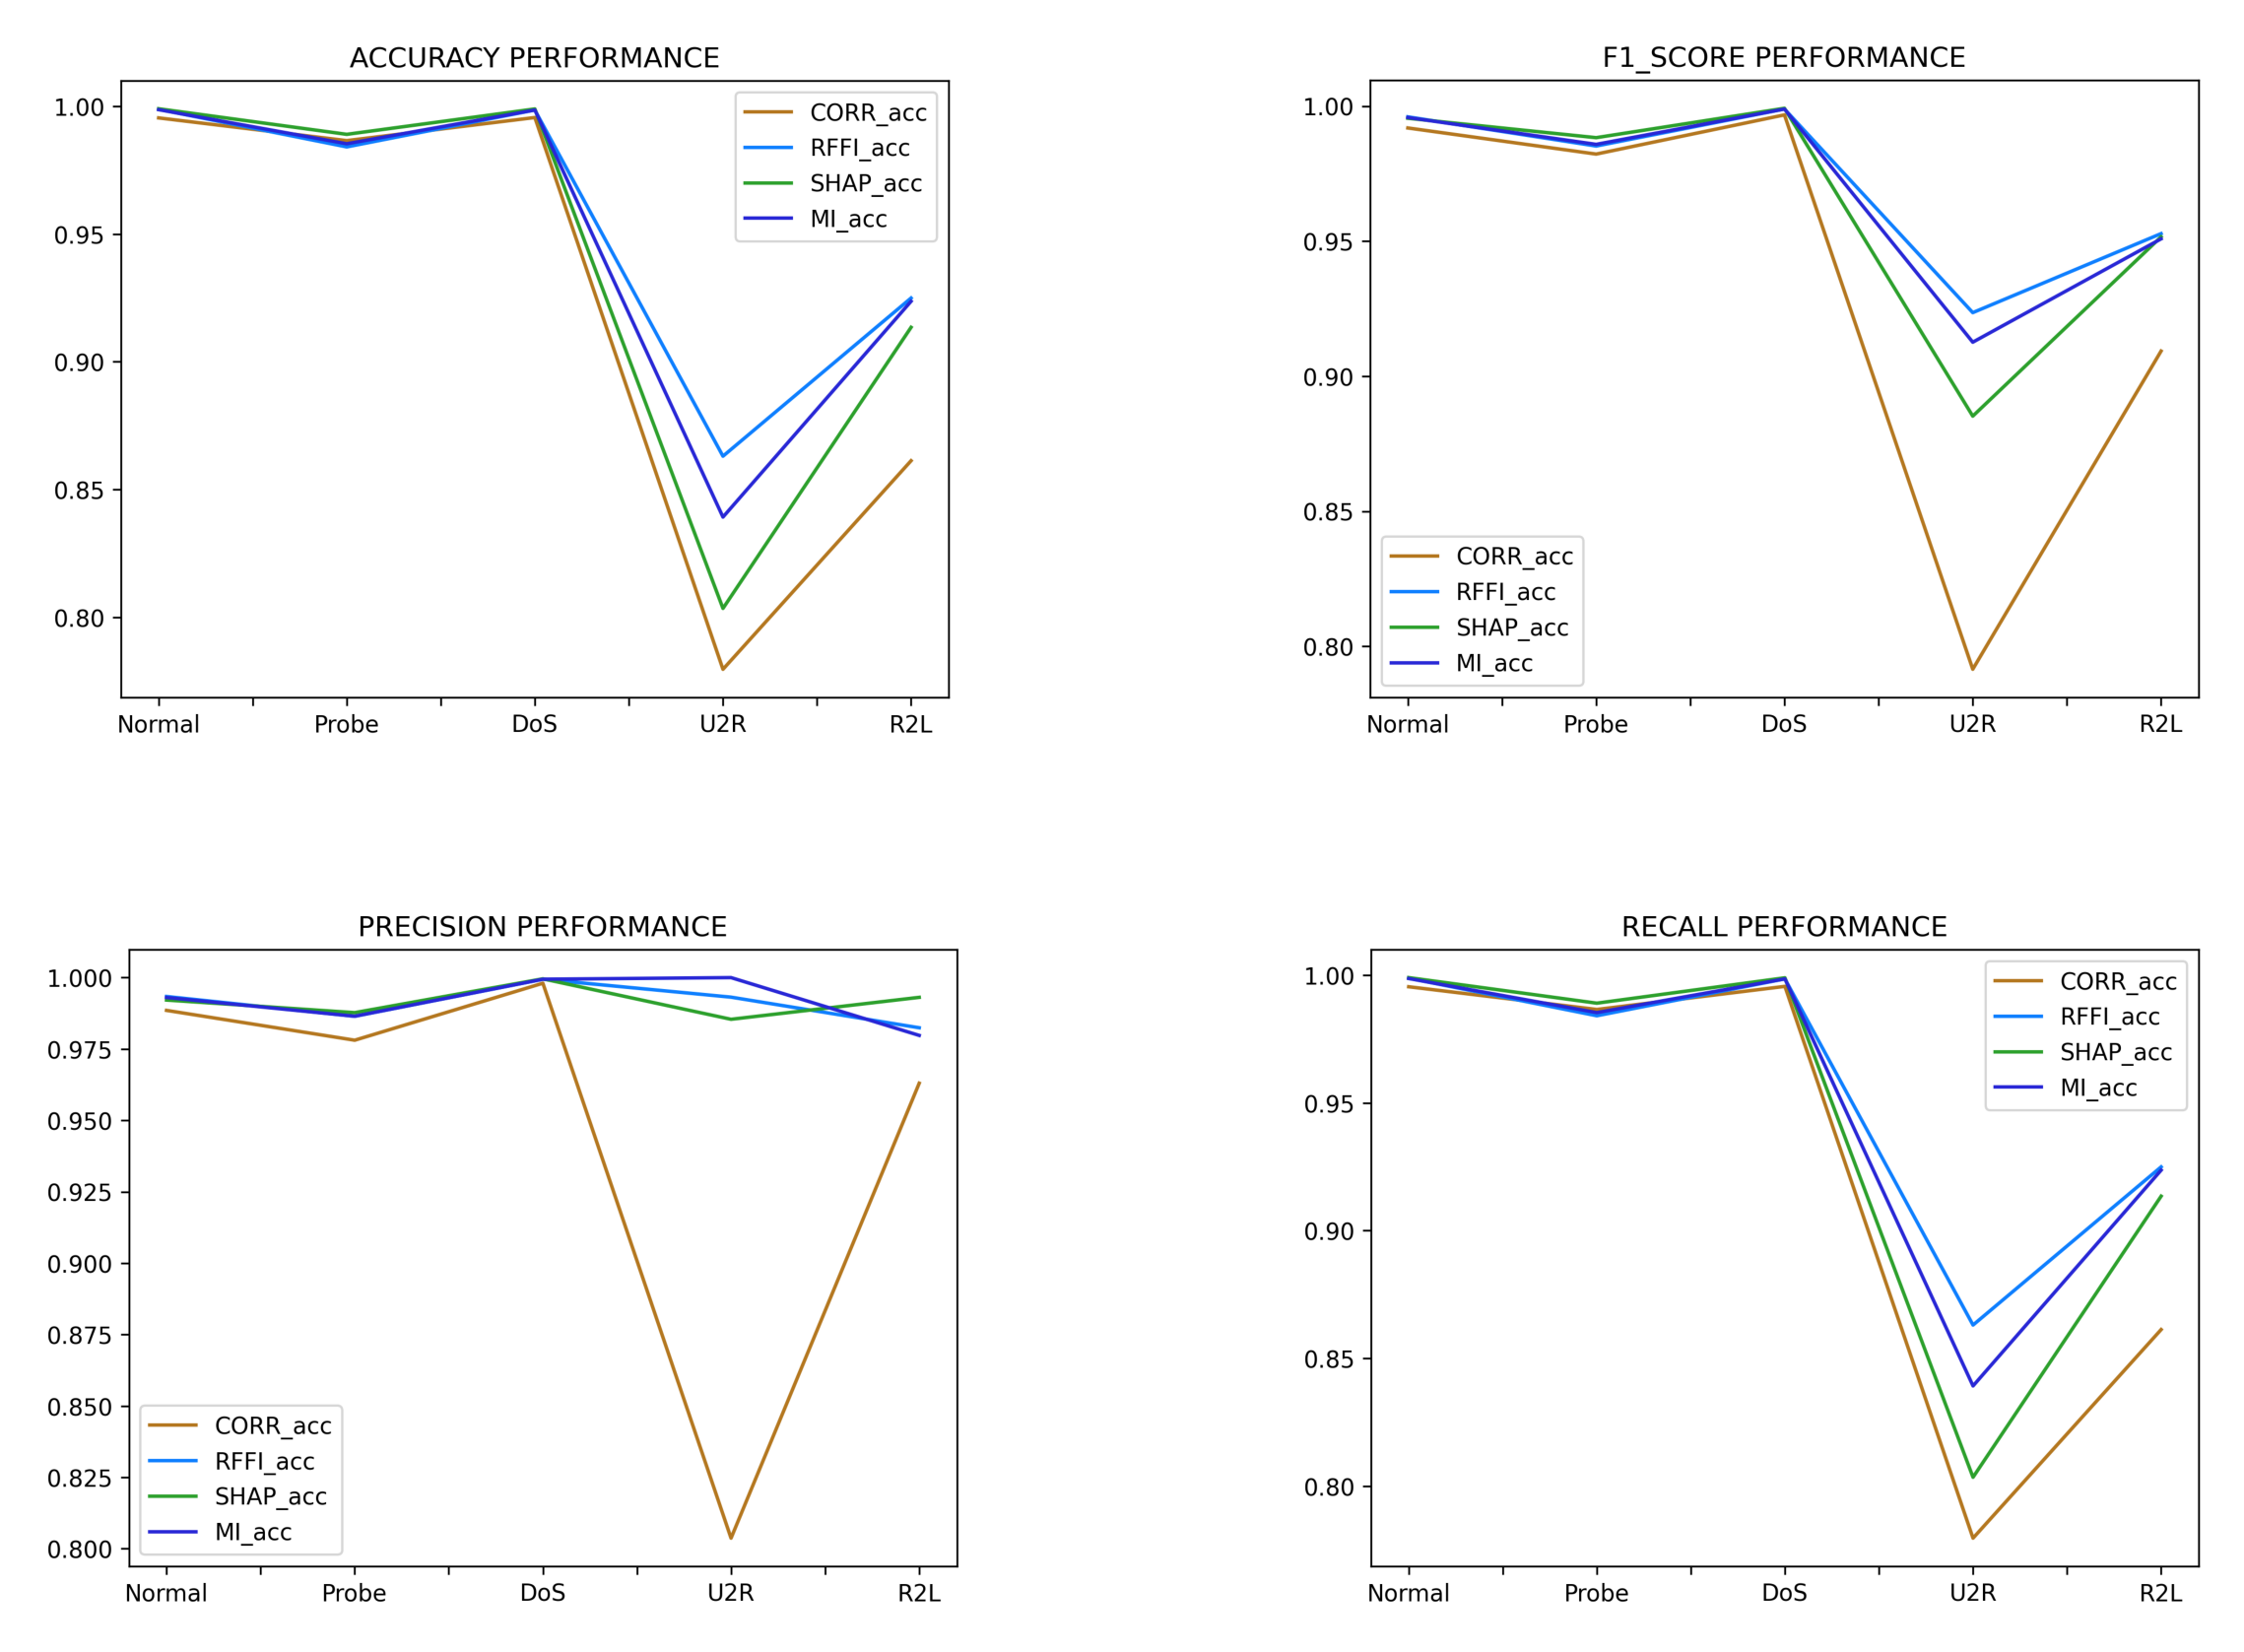 ACCURACY PERFORMANCE
1.00
0.95
0.90
0.85
0.80
Normal Probe DoS U2R R2L
CORR_acc
RFFI_acc
SHAP_acc
MI_acc
F1_SCORE PERFORMANCE
1.00
0.95
0.90
0.85
0.80
CORR_acc
RFFI_acc
SHAP_acc
MI_acc
Normal Probe DoS U2R R2L
PRECISION PERFORMANCE
1.000
0.975
0.950
0.925
0.900
0.875
0.850
0.825
0.800
CORR_acc
RFFI_acc
SHAP_acc
MI_acc
Normal Probe DoS U2R R2L
RECALL PERFORMANCE
1.00
0.95
0.90
0.85
0.80
CORR_acc
RFFI_acc
SHAP_acc
MI_acc
Normal Probe DoS U2R R2L